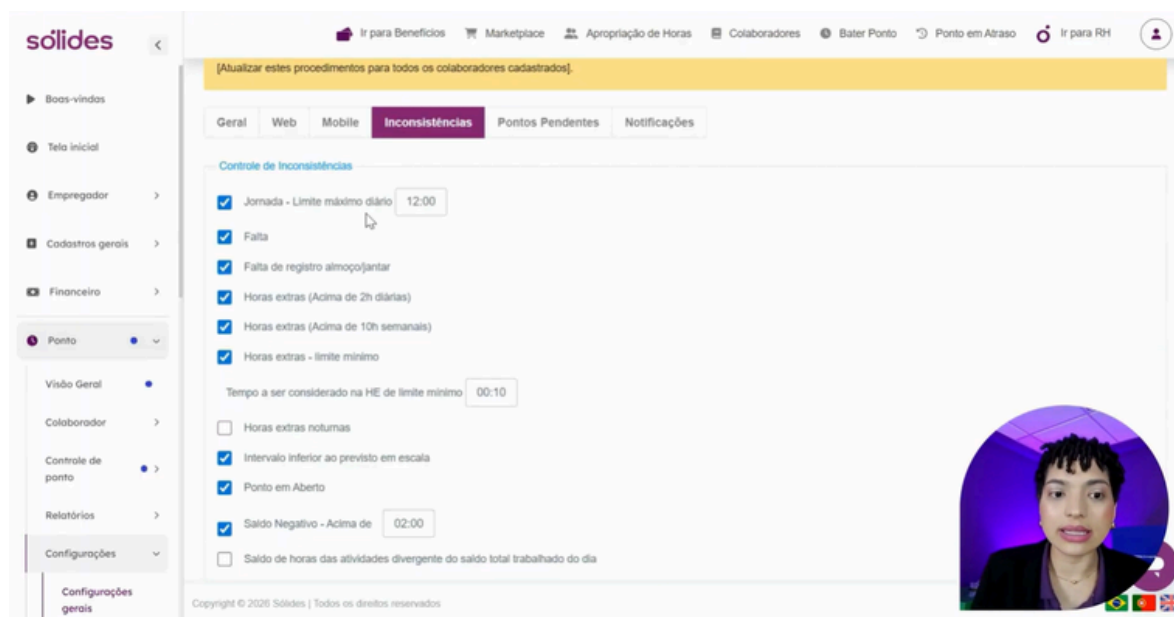 sólides
Ir para Benefícios
Marketplace
Apropriação de Horas
Colaboradores
Bater Ponto
Ponto em Atraso
Ir para RH
[Atualizar estes procedimentos para todos os colaboradores cadastrados].
Boas-vindas
Tela inicial
Empregador
Cadastros gerais
Financeiro
Ponto
Visão Geral
Colaborador
Controle de
ponto
Relatórios
Configurações
Configurações
gerais
Geral
Web
Mobile
Inconsistências
Pontos Pendentes
Notificações
Controle de Inconsistências
Jornada - Limite máximo diário 12:00
Falta
Falta de registro almoço/jantar
Horas extras (Acima de 2h diárias)
Horas extras (Acima de 10h semanais)
Horas extras - limite mínimo
Tempo a ser considerado na HE de limite mínimo 00:10
Horas extras noturnas
Intervalo inferior ao previsto em escala
Ponto em Aberto
Saldo Negativo - Acima de 02:00
Saldo de horas das atividades divergente do saldo total trabalhado do dia
Copyright © 2026 Sólides | Todos os direitos reservados